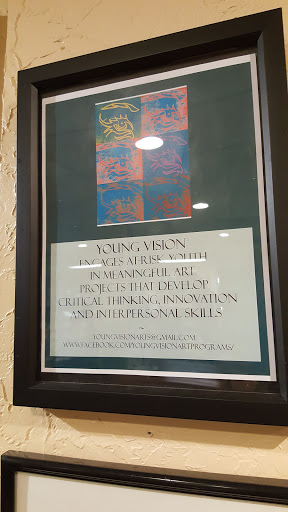 YOUNG VISION
ENGAGES AT-RISK YOUTH
IN MEANINGFUL ART
PROJECTS THAT DEVELOP
CRITICAL THINKING, INNOVATION
AND INTERPERSONAL SKILLS
~
YOUNGVISIONARTS@GMAIL.COM
WWW.FACEBOOK.COM/YOUNGVISIONARTPROGRAMS/